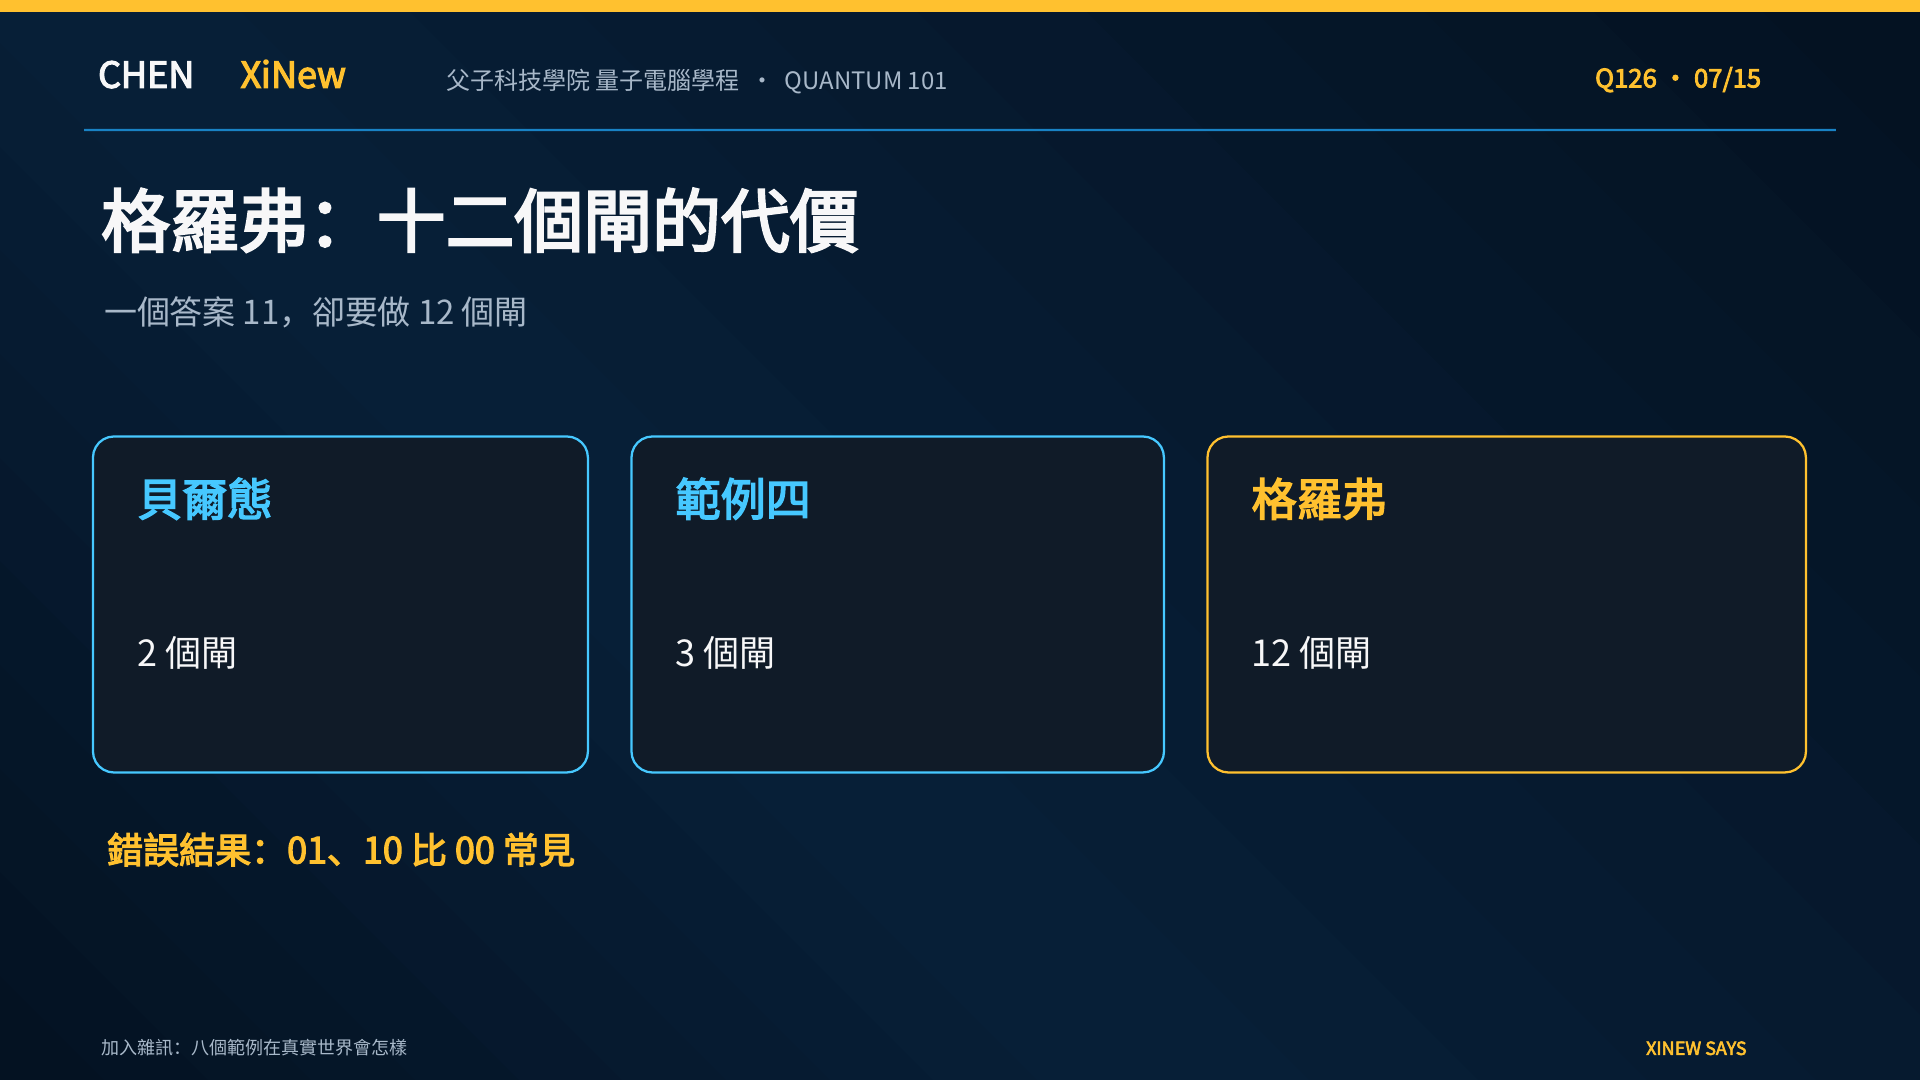 CHEN XiNew 父子科技學院 量子電腦學程 · QUANTUM 101 Q126 · 07/15
格羅弗：十二個閘的代價
一個答案 11，卻要做 12 個閘
貝爾態
2 個閘
範例四
3 個閘
格羅弗
12 個閘
錯誤結果：01、10 比 00 常見
加入雜訊：八個範例在真實世界會怎樣
XINEW SAYS